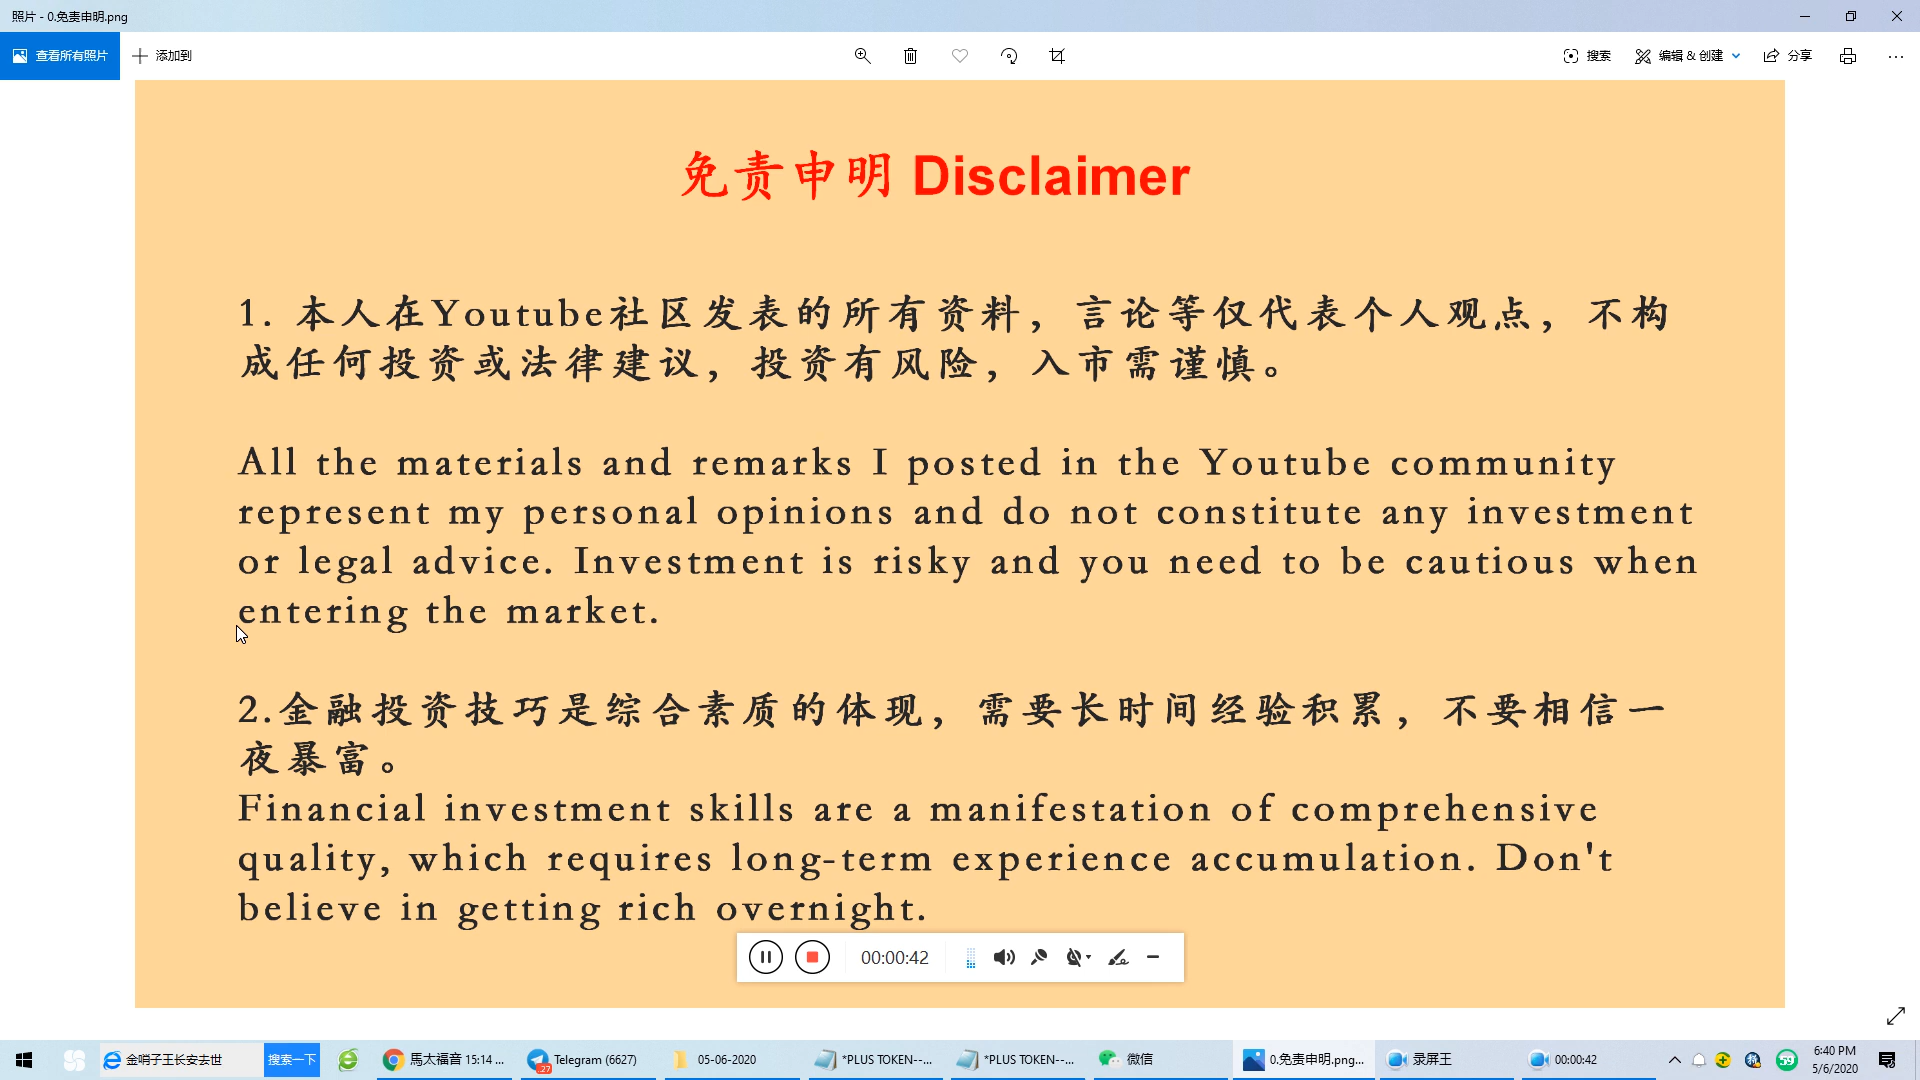 照片 - 0.免责申明.png
查看所有照片
添加到
搜索
编辑 & 创建
分享
免责申明 Disclaimer
1. 本人在Youtube社区发表的所有资料，言论等仅代表个人观点，不构
成任何投资或法律建议，投资有风险，入市需谨慎。
All the materials and remarks I posted in the Youtube community
represent my personal opinions and do not constitute any investment
or legal advice. Investment is risky and you need to be cautious when
entering the market.
2.金融投资技巧是综合素质的体现，需要长时间经验积累，不要相信一
夜暴富。
Financial investment skills are a manifestation of comprehensive
quality, which requires long-term experience accumulation. Don't
believe in getting rich overnight.
00:00:42
金哨子王长安去世
搜索一下
馬太福音 15:14 ...
Telegram (6627)
..27
05-06-2020
*PLUS TOKEN--...
*PLUS TOKEN--...
微信
0.免责申明.png...
录屏王
00:00:42
59
6:40 PM
5/6/2020